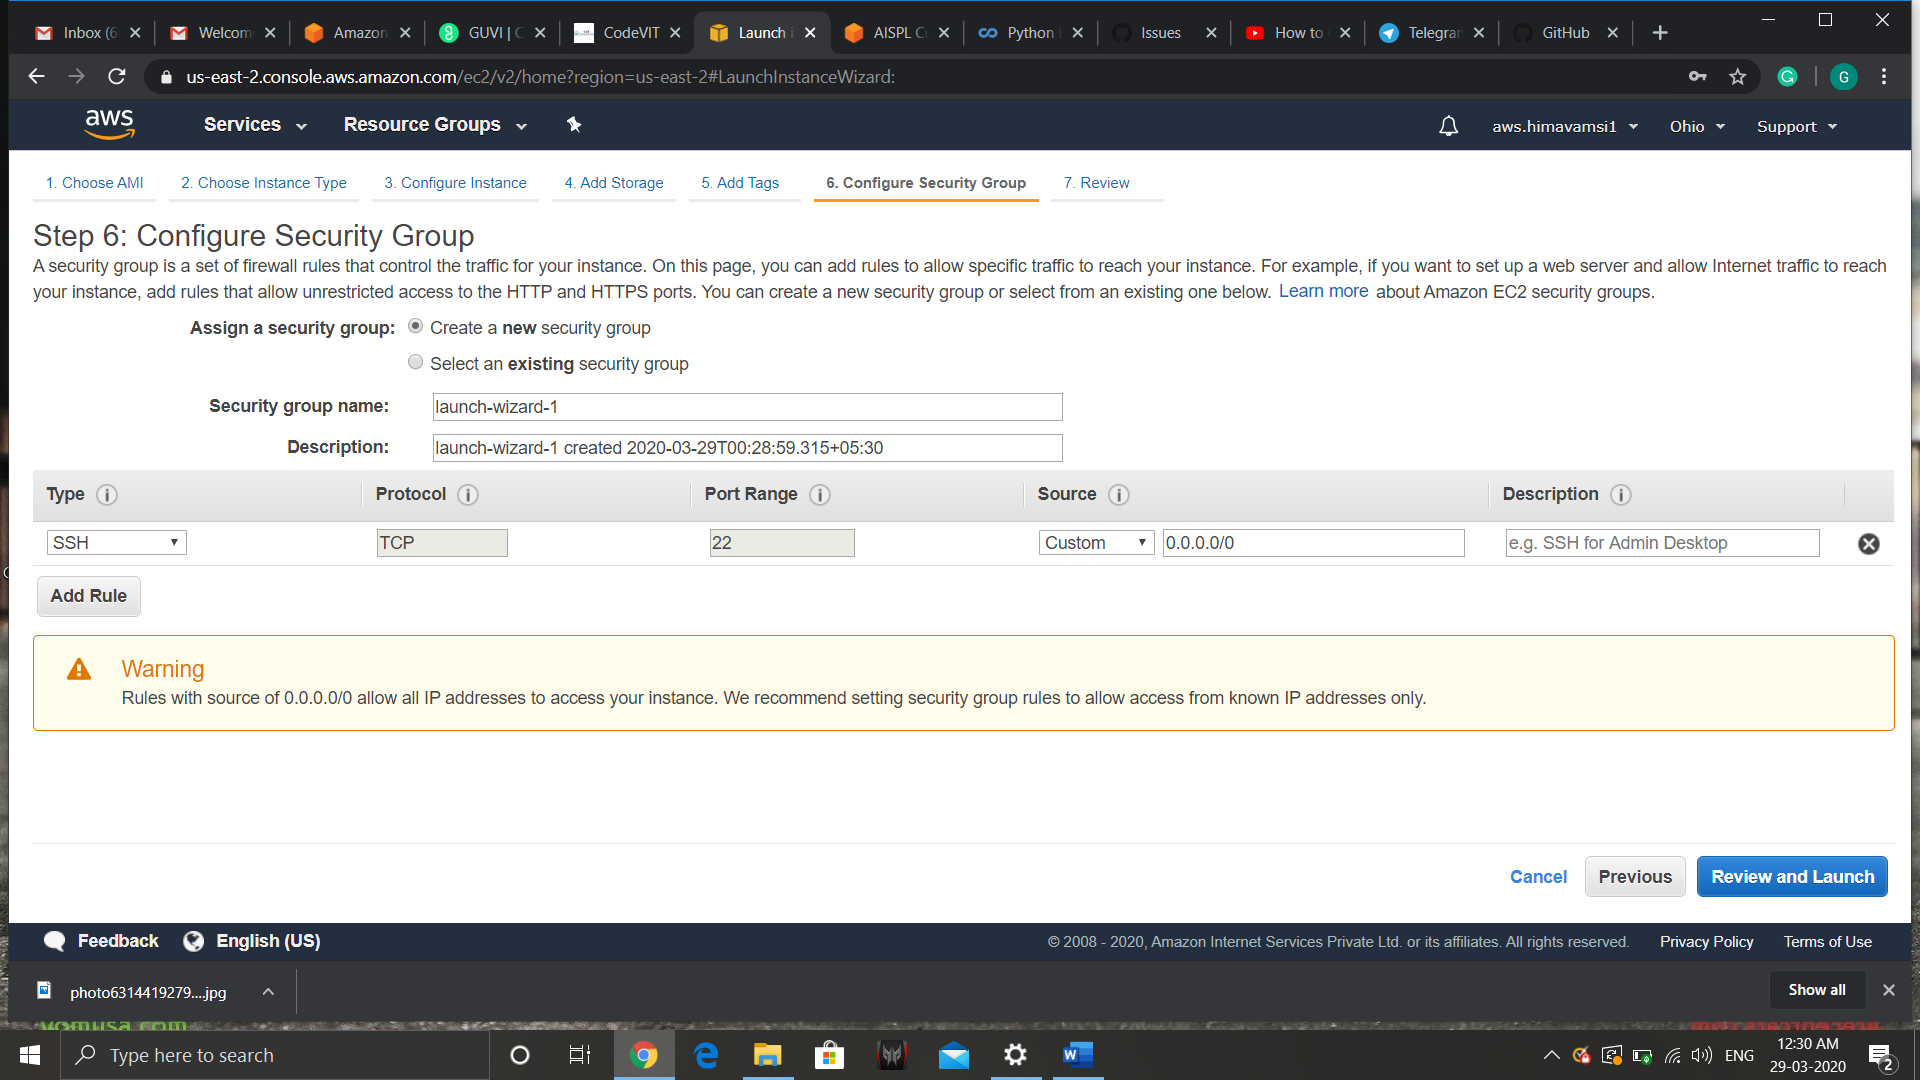 Inbox (6
Welcom
Amazon
GUVI | C
CodeVIT
Launch i
AISPL C
Python
Issues
How to
Telegran
GitHub
us-east-2.console.aws.amazon.com/ec2/v2/home?region=us-east-2#LaunchInstanceWizard:
G
aws
Services
Resource Groups
aws.himavamsi1
Ohio
Support
1. Choose AMI
2. Choose Instance Type
3. Configure Instance
4. Add Storage
5. Add Tags
6. Configure Security Group
7. Review
Step 6: Configure Security Group
A security group is a set of firewall rules that control the traffic for your instance. On this page, you can add rules to allow specific traffic to reach your instance. For example, if you want to set up a web server and allow Internet traffic to reach
your instance, add rules that allow unrestricted access to the HTTP and HTTPS ports. You can create a new security group or select from an existing one below. Learn more about Amazon EC2 security groups.
Assign a security group:
Create a new security group
Select an existing security group
Security group name:
launch-wizard-1
Description:
launch-wizard-1 created 2020-03-29T00:28:59.315+05:30
Type
Protocol
Port Range
Source
Description
SSH
TCP
22
Custom
0.0.0.0/0
e.g. SSH for Admin Desktop
Add Rule
Warning
Rules with source of 0.0.0.0/0 allow all IP addresses to access your instance. We recommend setting security group rules to allow access from known IP addresses only.
Cancel
Previous
Review and Launch
Feedback
English (US)
© 2008 - 2020, Amazon Internet Services Private Ltd. or its affiliates. All rights reserved.
Privacy Policy
Terms of Use
photo6314419279....jpg
Show all
Type here to search
ENG
12:30 AM
29-03-2020
2